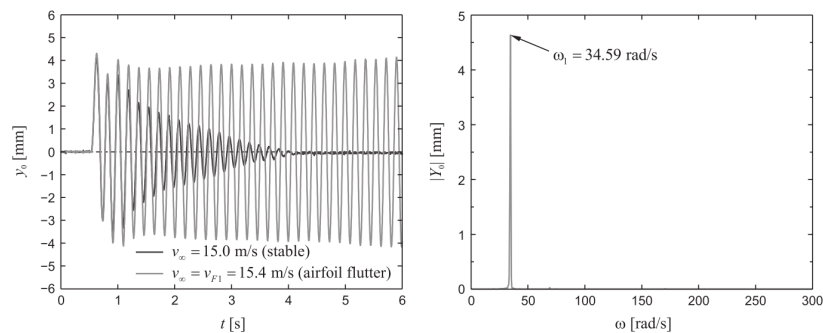 6
5
4
3
2
1
0
−1
−2
−3
−4
−5
−6
y₀ [mm]
v∞ = 15.0 m/s (stable)
v∞ = v_F1 = 15.4 m/s (airfoil flutter)
0 1 2 3 4 5 6
t [s]
5
4
3
2
1
0
|Y₀| [mm]
ω₁ = 34.59 rad/s
0 50 100 150 200 250 300
ω [rad/s]